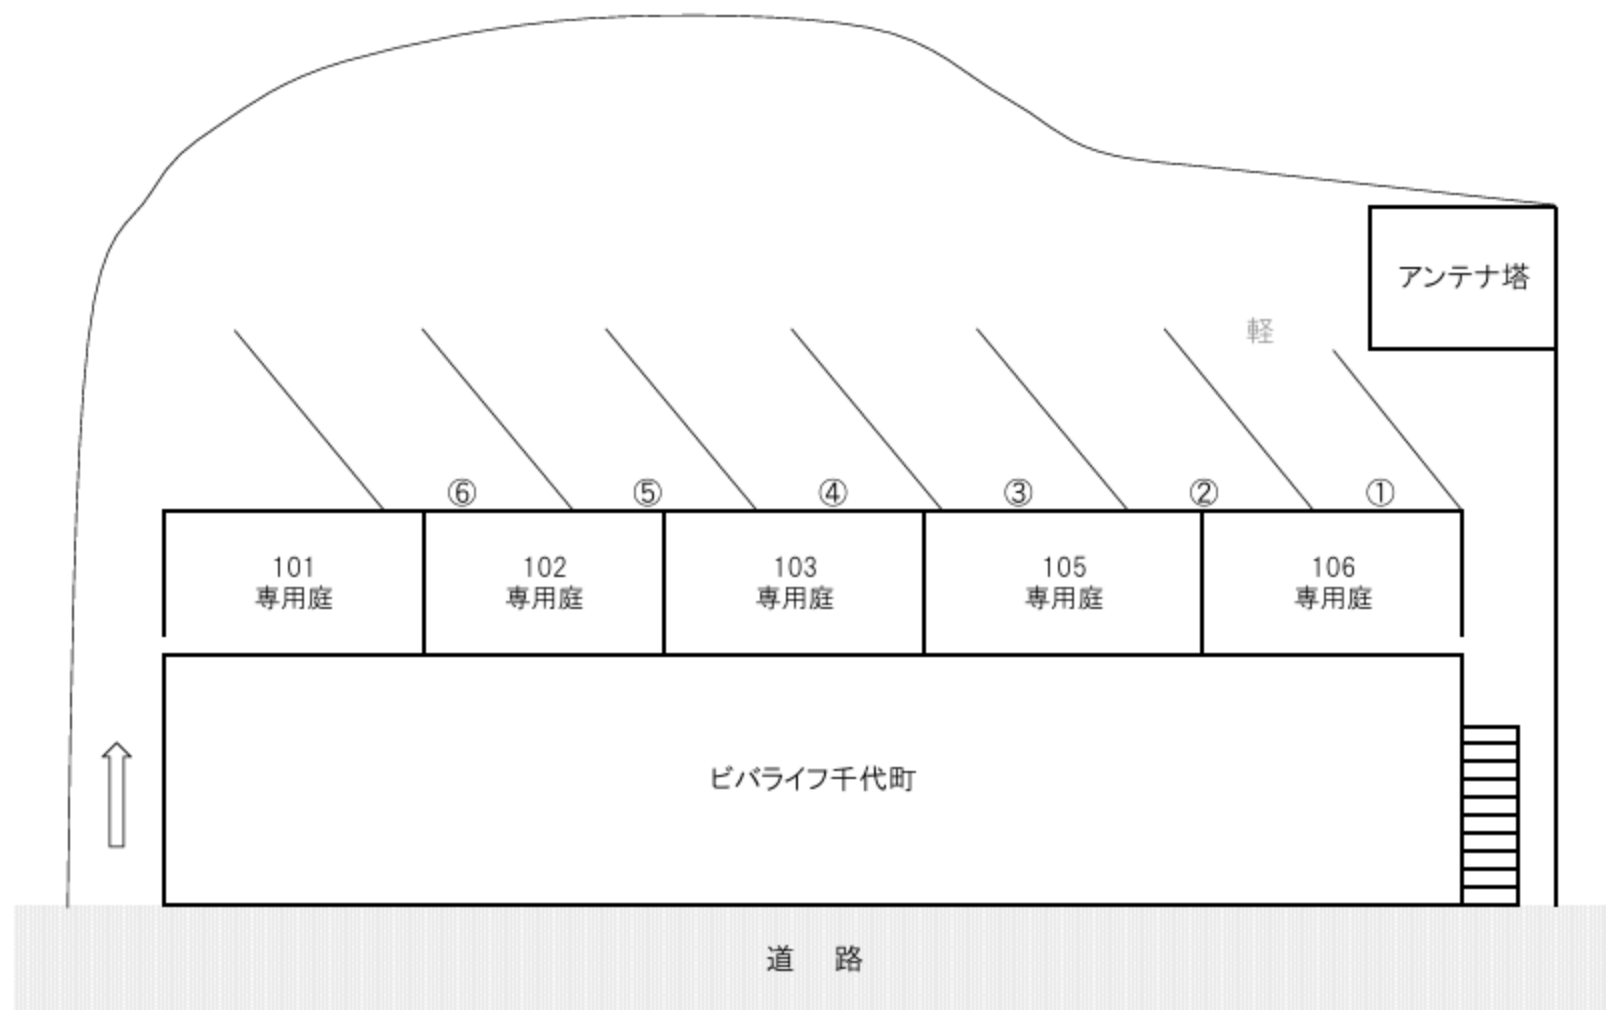 アンテナ塔
軽
⑥ ⑤ ④ ③ ② ①
101
専用庭
102
専用庭
103
専用庭
105
専用庭
106
専用庭
ビバライフ千代町
道 路